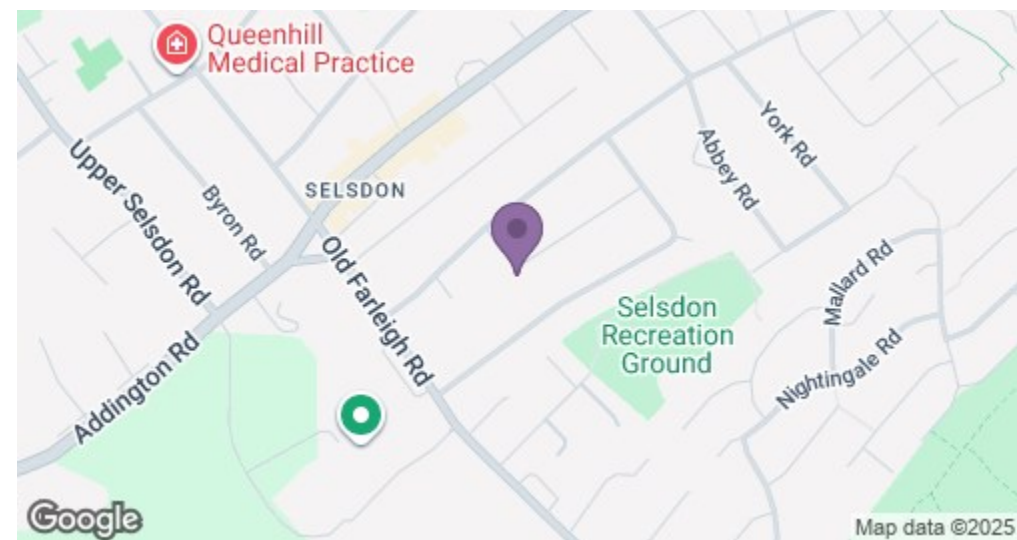 Queenhill
Medical Practice
York Rd
Abbey Rd
Upper Selsdon Rd
Byron Rd
SELSDON
Old Farleigh Rd
Mallard Rd
Selsdon
Recreation
Ground
Nightingale Rd
Addington Rd
Google
Map data ©2025